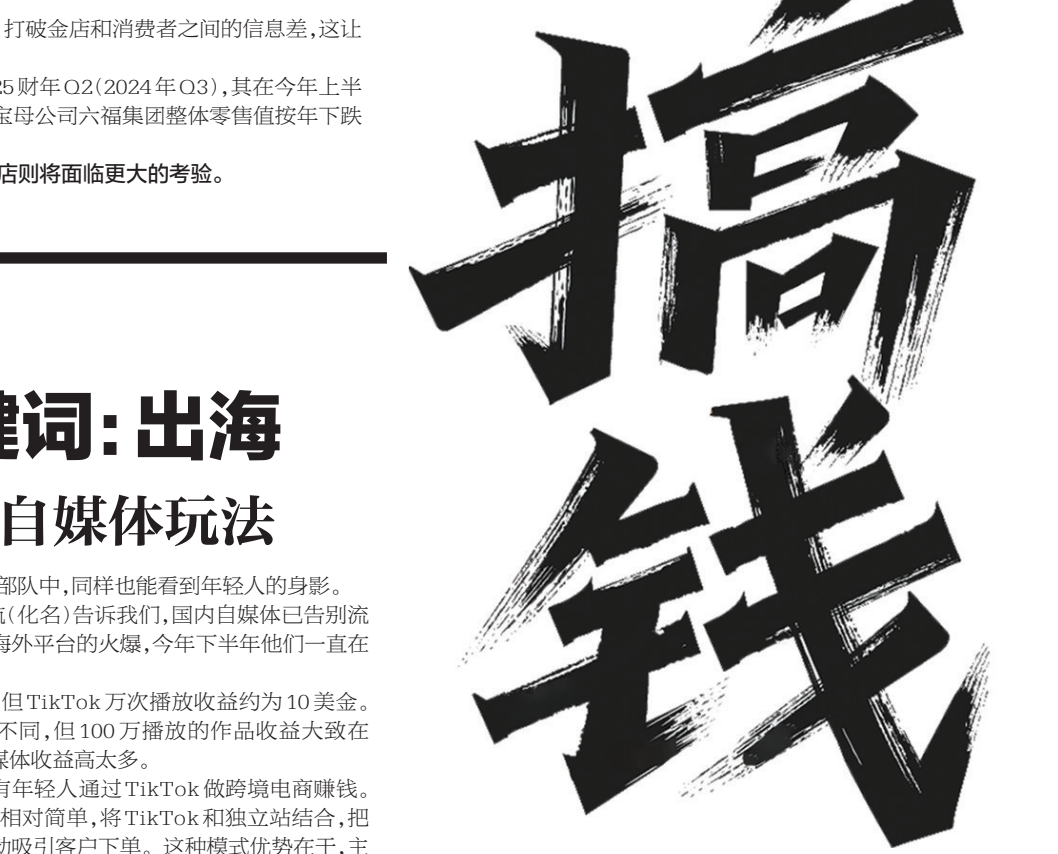 打破金店和消费者之间的信息差,这让
25财年Q2(2024年Q3),其在今年上半
宝母公司六福集团整体零售值按年下跌
店则将面临更大的考验。
键词:出海
自媒体玩法
部队中,同样也能看到年轻人的身影。
(化名)告诉我们,国内自媒体已告别流
海外平台的火爆,今年下半年他们一直在
但TikTok万次播放收益约为10美金。
不同,但100万播放的作品收益大致在
媒体收益高太多。
有年轻人通过TikTok做跨境电商赚钱。
相对简单,将TikTok和独立站结合,把
动吸引客户下单。这种模式优势在于,主
搞
钱